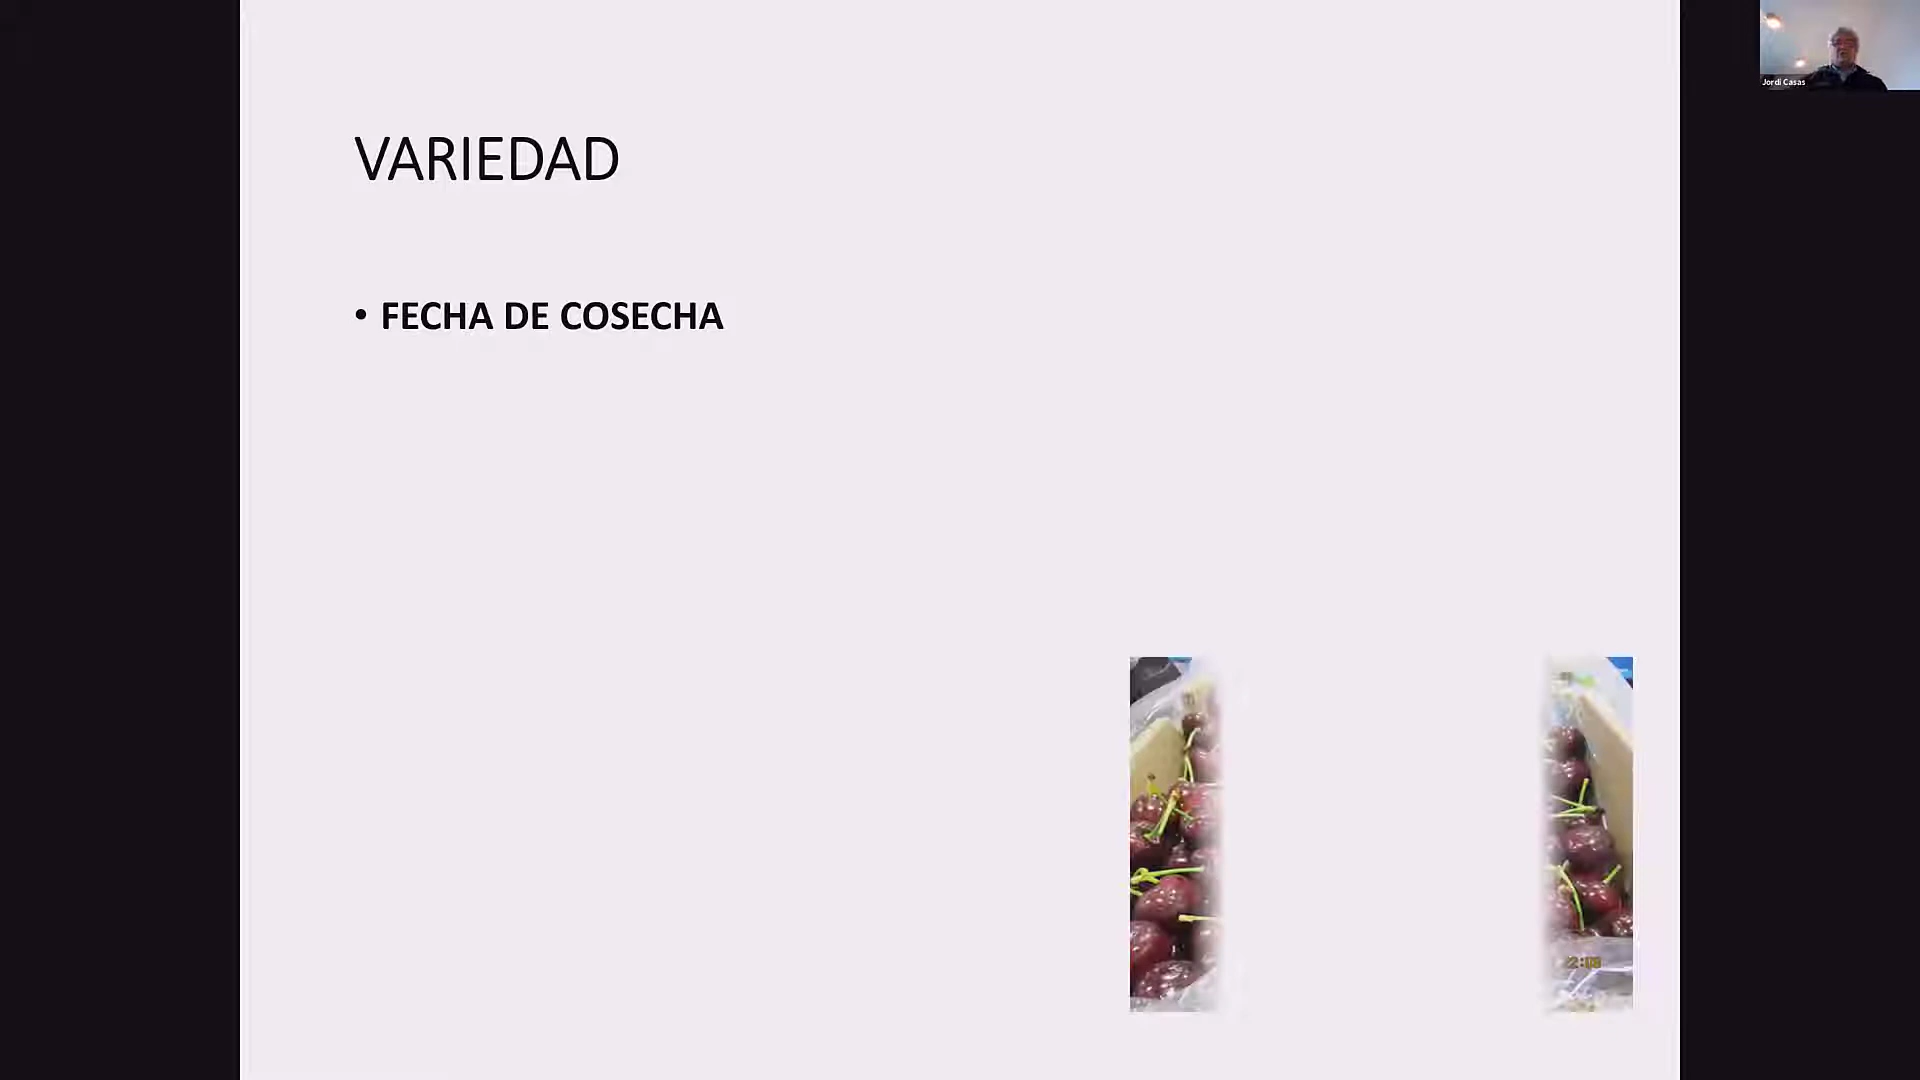 VARIEDAD
• FECHA DE COSECHA
Jordi Casas